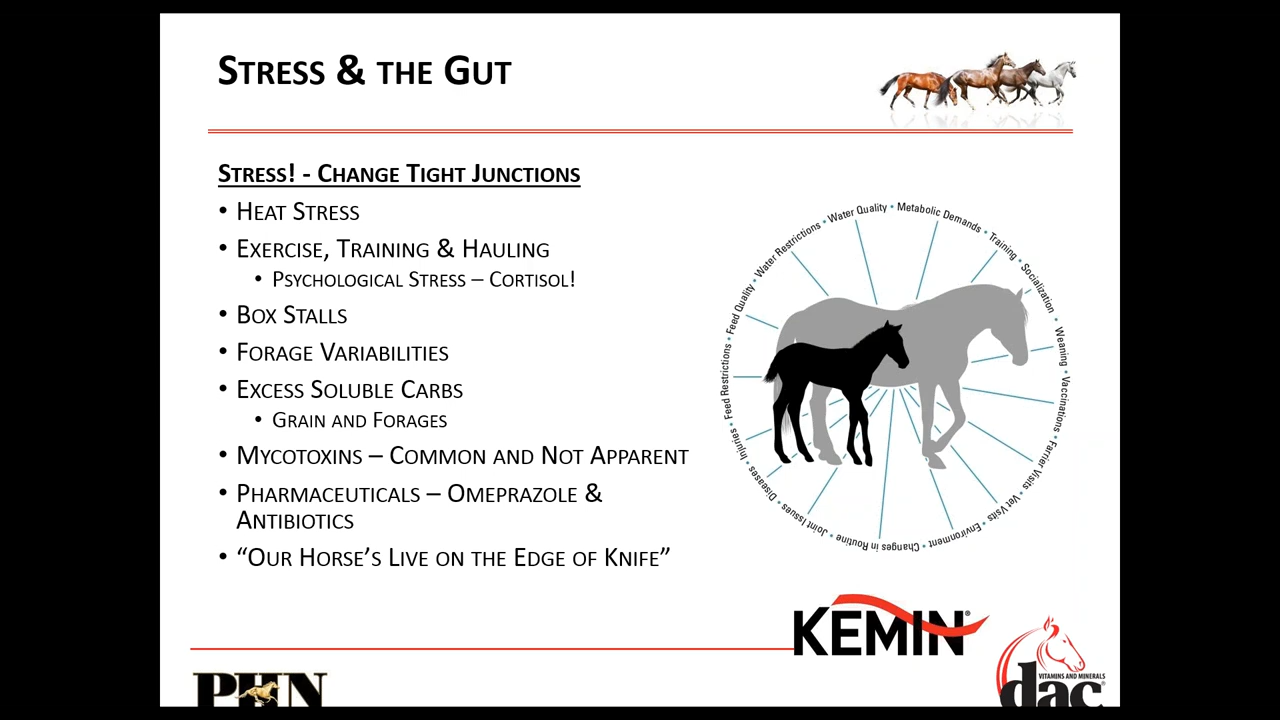 Stress & the Gut
Stress! - Change Tight Junctions
• Heat Stress
• Exercise, Training & Hauling
• Psychological Stress – Cortisol!
• Box Stalls
• Forage Variabilities
• Excess Soluble Carbs
• Grain and Forages
• Mycotoxins – Common and Not Apparent
• Pharmaceuticals – Omeprazole &
Antibiotics
• “Our Horse’s Live on the Edge of Knife”
Water Quality • Metabolic Demands • Training • Socialization • Weaning • Vaccinations • Farrier Visits • Vet Visits • Environment • Changes in Routine • Joint Issues • Diseases • Injuries • Feed Restrictions • Feed Quality • Water Restrictions •
KEMIN®
PHN
VITAMINS AND MINERALS
dac®